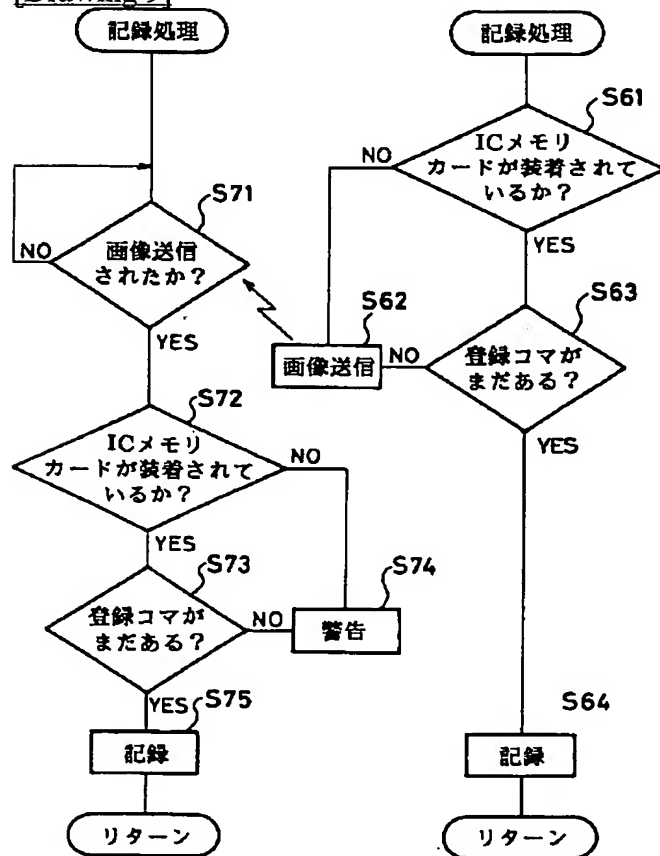 [Drawing 9]
記録処理
S71
画像送信
されたか？
NO
YES
S72
ICメモリ
カードが装着されて
いるか？
NO
YES
S73
登録コマが
まだある？
NO
S74
警告
YES
S75
記録
リターン
記録処理
S61
ICメモリ
カードが装着されて
いるか？
NO
YES
S62
画像送信
S63
登録コマが
まだある？
NO
YES
S64
記録
リターン